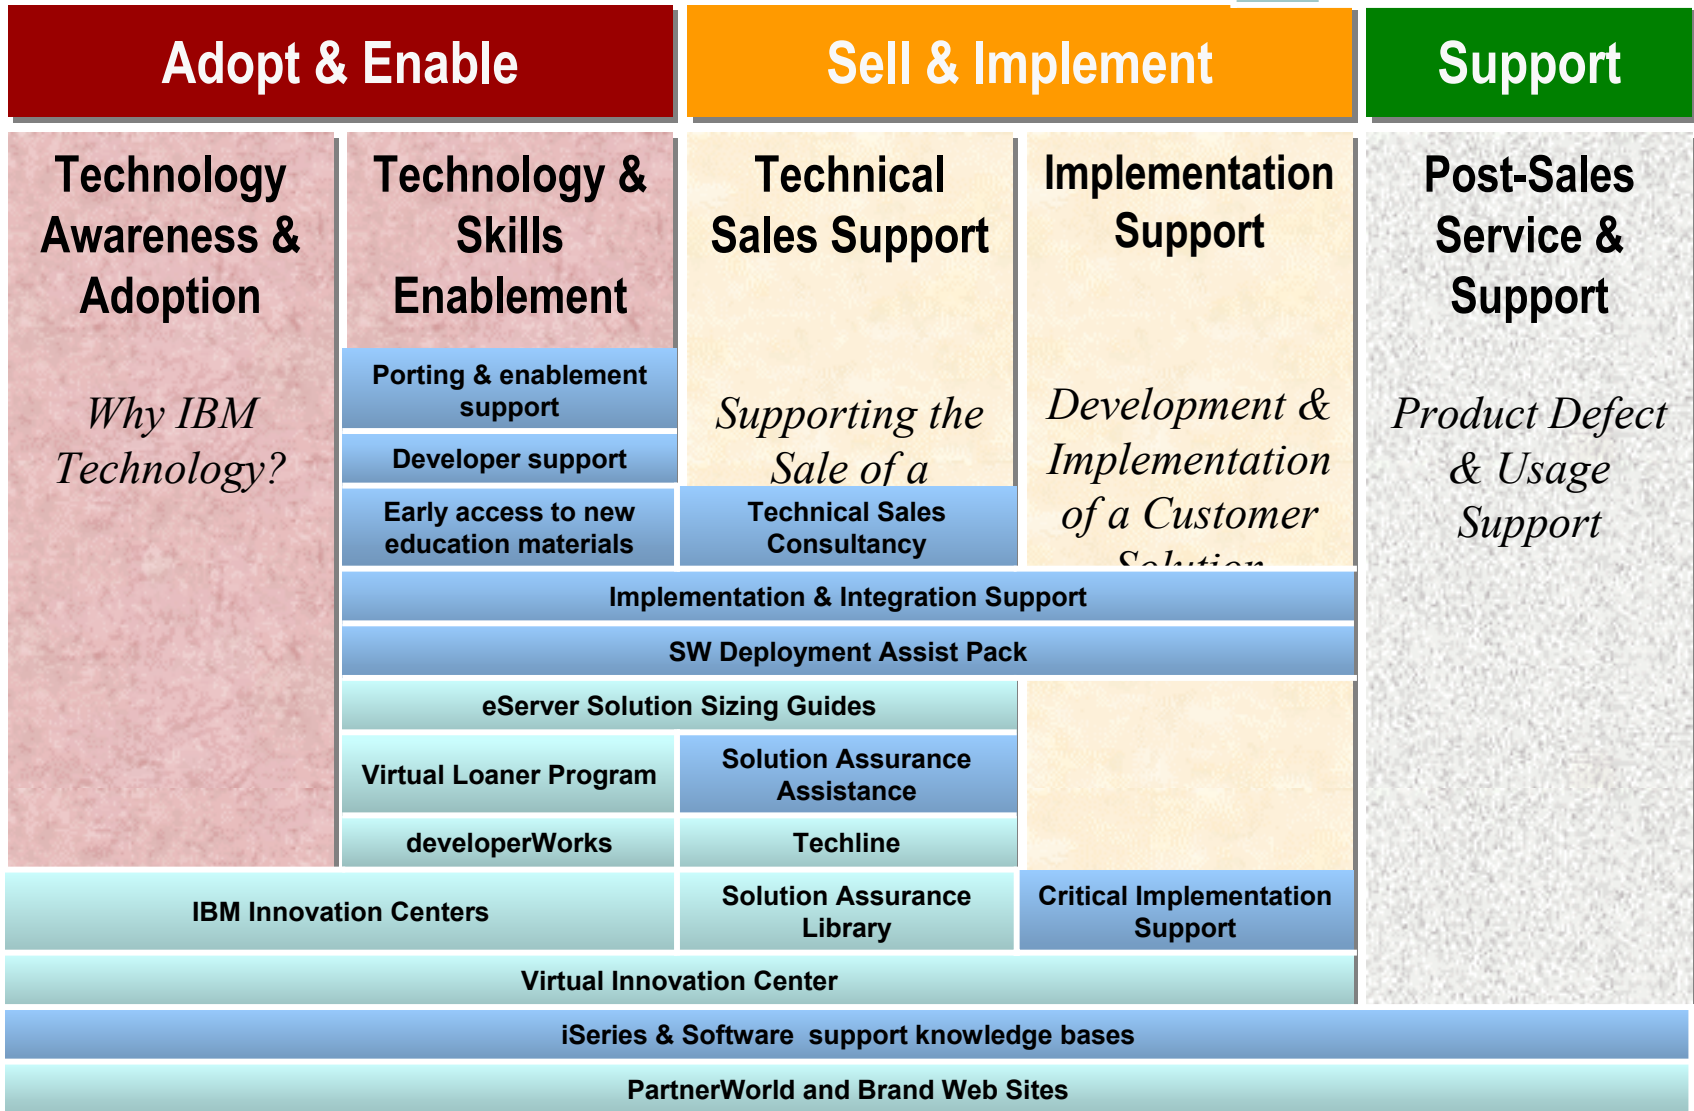 Adopt & Enable
Sell & Implement
Support
Technology
Awareness &
Adoption
Why IBM
Technology?
Technology &
Skills
Enablement
Technical
Sales Support
Supporting the
Sale of a
Implementation
Support
Development &
Implementation
of a Customer
Solution
Post-Sales
Service &
Support
Product Defect
& Usage
Support
Porting & enablement
support
Developer support
Early access to new
education materials
Technical Sales
Consultancy
Implementation & Integration Support
SW Deployment Assist Pack
eServer Solution Sizing Guides
Virtual Loaner Program
Solution Assurance
Assistance
developerWorks
Techline
IBM Innovation Centers
Solution Assurance
Library
Critical Implementation
Support
Virtual Innovation Center
iSeries & Software  support knowledge bases
PartnerWorld and Brand Web Sites